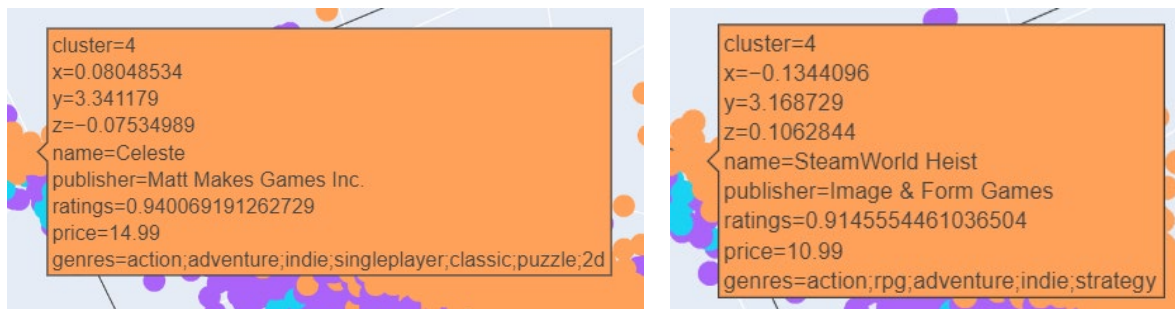 cluster=4
x=0.08048534
y=3.341179
z=−0.07534989
name=Celeste
publisher=Matt Makes Games Inc.
ratings=0.940069191262729
price=14.99
genres=action;adventure;indie;singleplayer;classic;puzzle;2d
cluster=4
x=−0.1344096
y=3.168729
z=0.1062844
name=SteamWorld Heist
publisher=Image & Form Games
ratings=0.9145554461036504
price=10.99
genres=action;rpg;adventure;indie;strategy